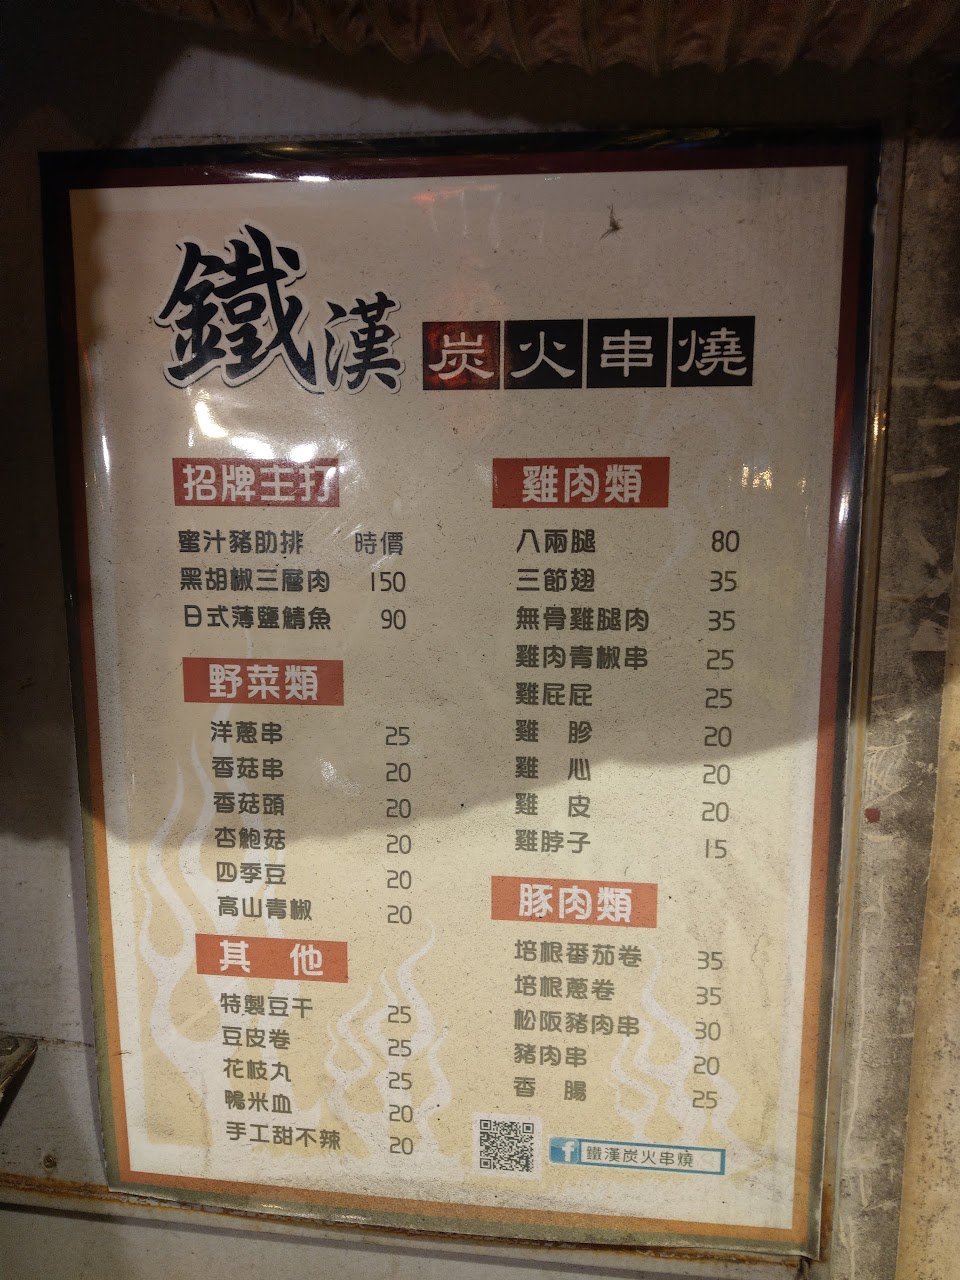 鐵漢 炭火串燒
招牌主打
蜜汁豬肋排 時價
黑胡椒三層肉 150
日式薄鹽鯖魚 90
野菜類
洋蔥串 25
香菇串 20
香菇頭 20
杏鮑菇 20
四季豆 20
高山青椒 20
其 他
特製豆干 25
豆皮卷 25
花枝丸 25
鴨米血 20
手工甜不辣 20
雞肉類
八兩腿 80
三節翅 35
無骨雞腿肉 35
雞肉青椒串 25
雞屁屁 25
雞 胗 20
雞 心 20
雞 皮 20
雞脖子 15
豚肉類
培根番茄卷 35
培根蔥卷 35
松阪豬肉串 30
豬肉串 20
香 腸 25
f 鐵漢炭火串燒